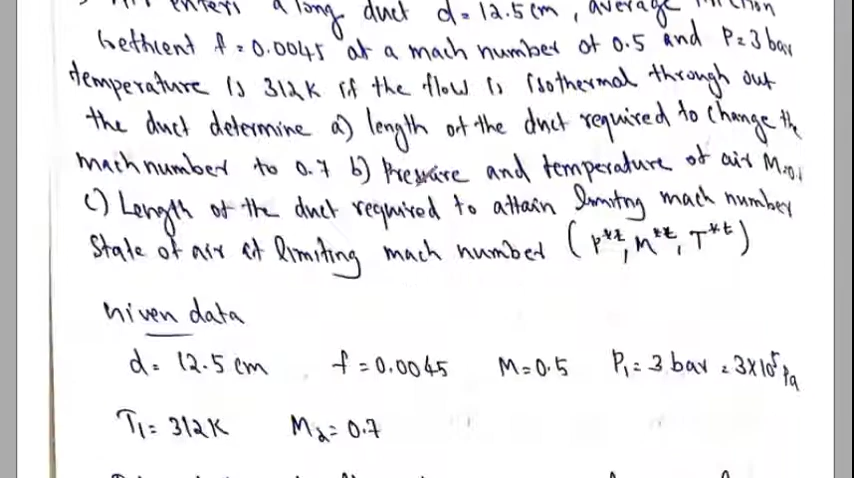 enters a long duct d = 12.5 cm, average
f = 0.0045 at a mach number of 0.5 and P = 3 bar
temperature is 312K if the flow is isothermal through out
the duct determine a) length of the duct required to change the
mach number to 0.7 b) Pressure and temperature of air
c) Length of the duct required to attain limiting mach number
State of air at limiting mach number (P*t, M*t, T*t)
Given data
d = 12.5 cm f = 0.0045 M = 0.5 P1 = 3 bar = 3x10^5 Pa
T1 = 312K M2 = 0.7